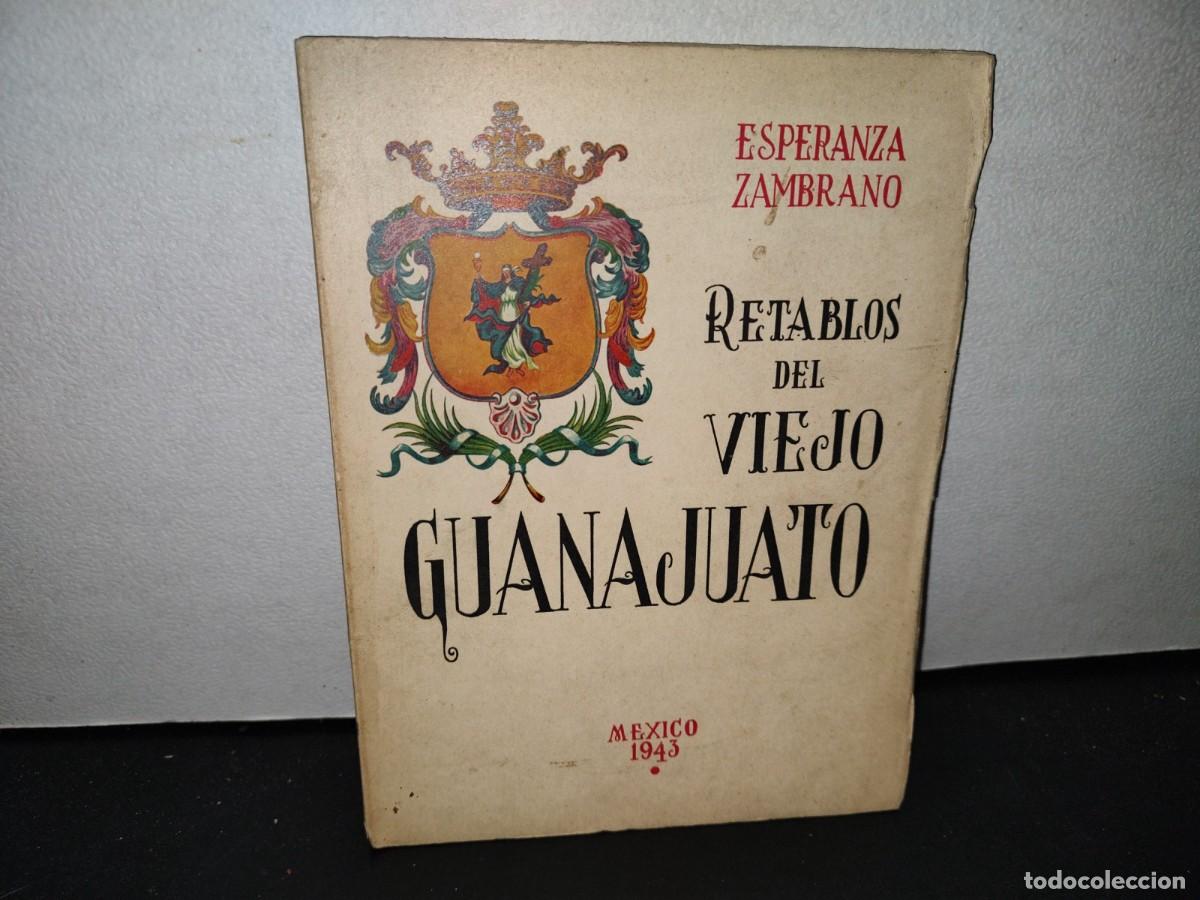 ESPERANZA
ZAMBRANO
RETABLOS
DEL
VIEJO
GUANAJUATO
MEXICO
1943
todocoleccion